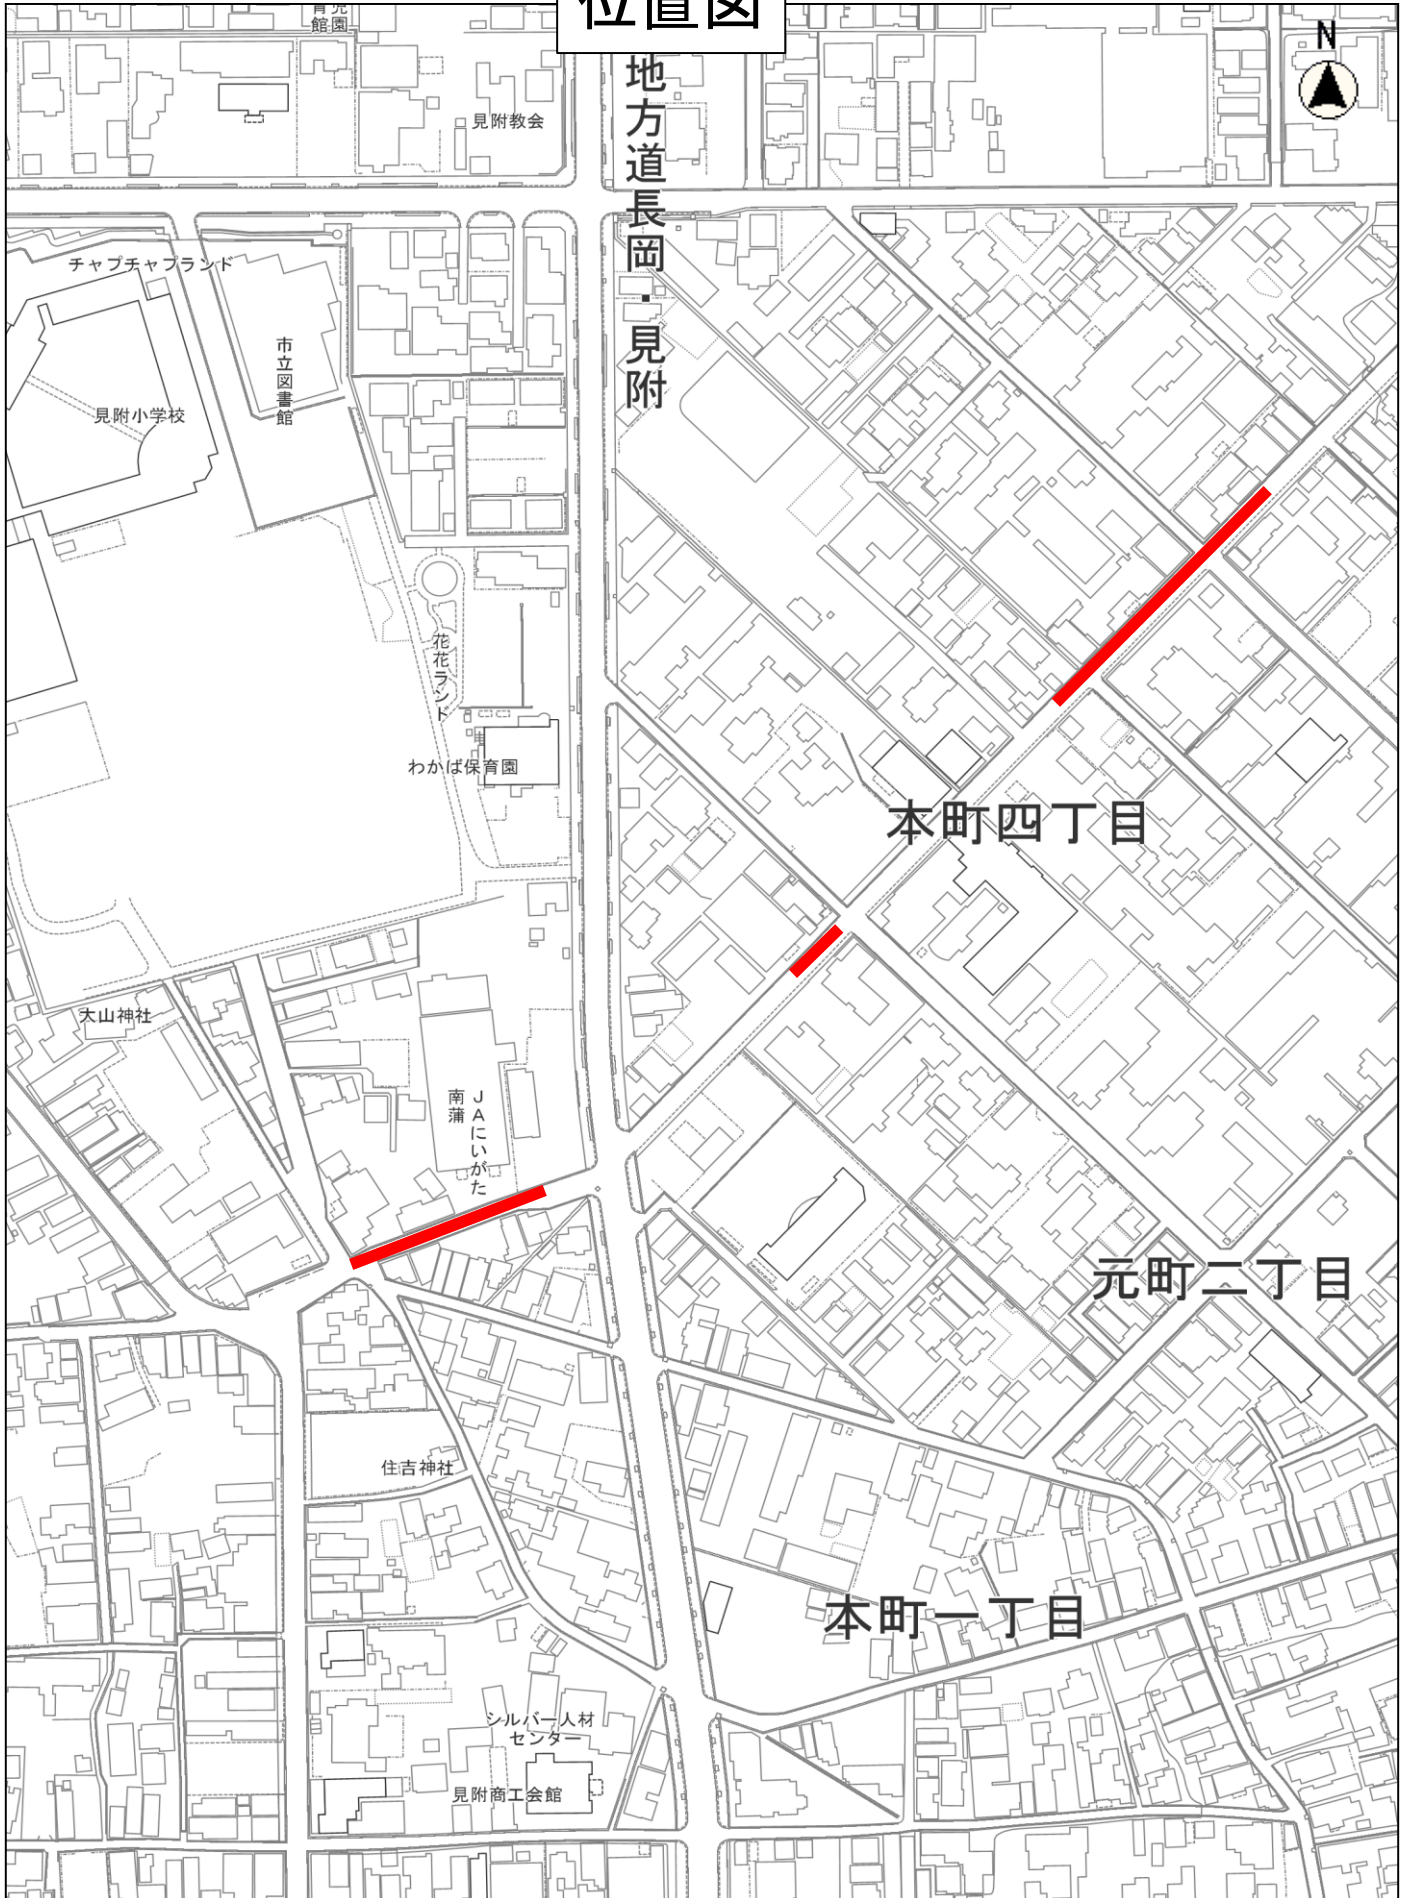 位置図
育児
館園
N
地方道長岡・見附
見附教会
チャプチャプランド
市立図書館
見附小学校
花花ランド
わかば保育園
本町四丁目
大山神社
JAにいがた
南蒲
元町二丁目
住吉神社
本町一丁目
シルバー人材
センター
見附商工会館